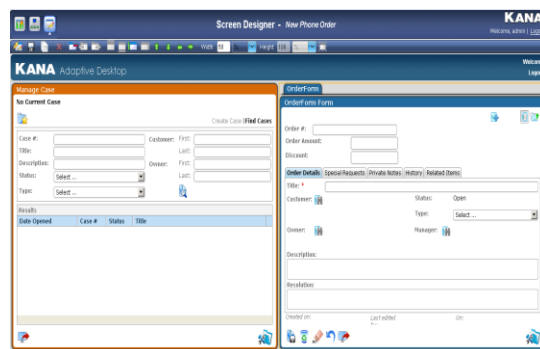 Screen Designer - New Phone Order
KANA
Welcome, admin |
Width
Height 100 %
KANA Adaptive Desktop
Manage Case
No Current Case
Create Case |Find Cases
Case #:
Customer: First:
Title:
Last:
Description:
Owner: First:
Status: Select ...
Last:
Type: Select ...
Results
Date Opened Case # Status Title
OrderForm
OrderForm Form
Order #:
Order Amount:
Discount:
Order Details Special Requests Private Notes History Related Items
Title: *
Customer:
Status: Open
Type: Select ...
Owner:
Manager:
Description:
Resolution:
Created on:
Last edited
On: